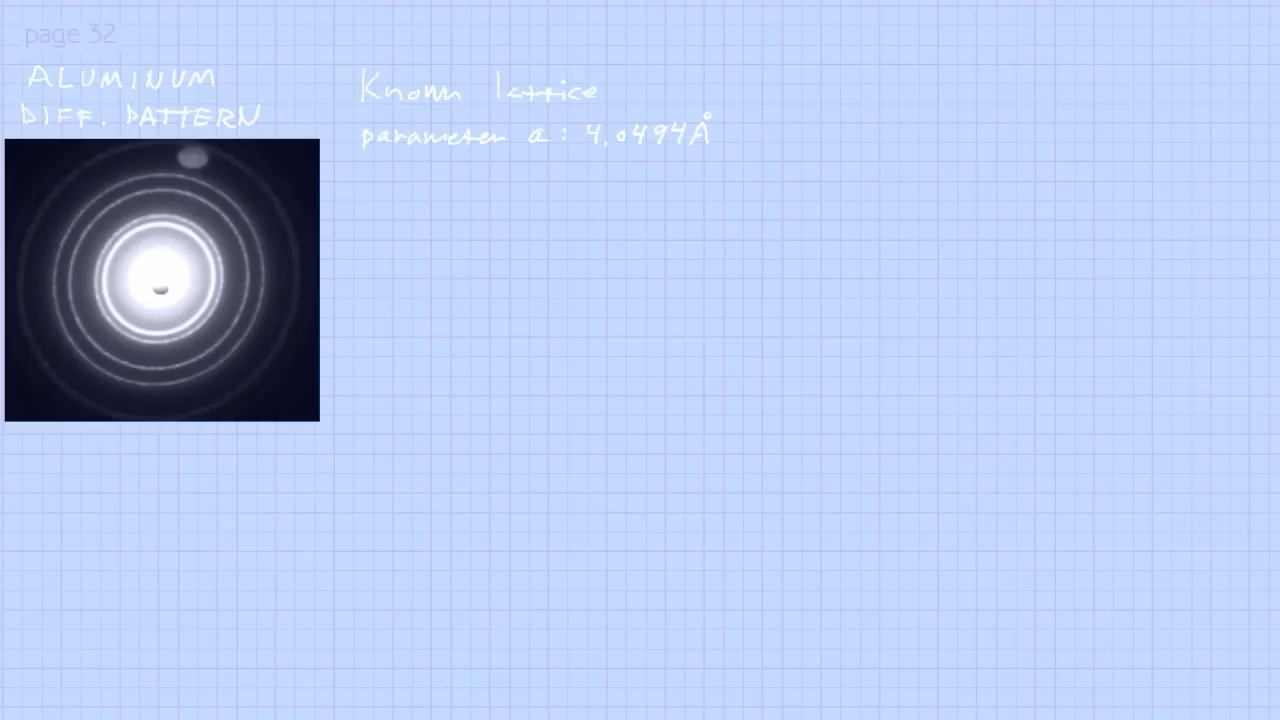 page 32
ALUMINUM
DIFF. PATTERN
Known lattice
parameter a: 4.0494Å